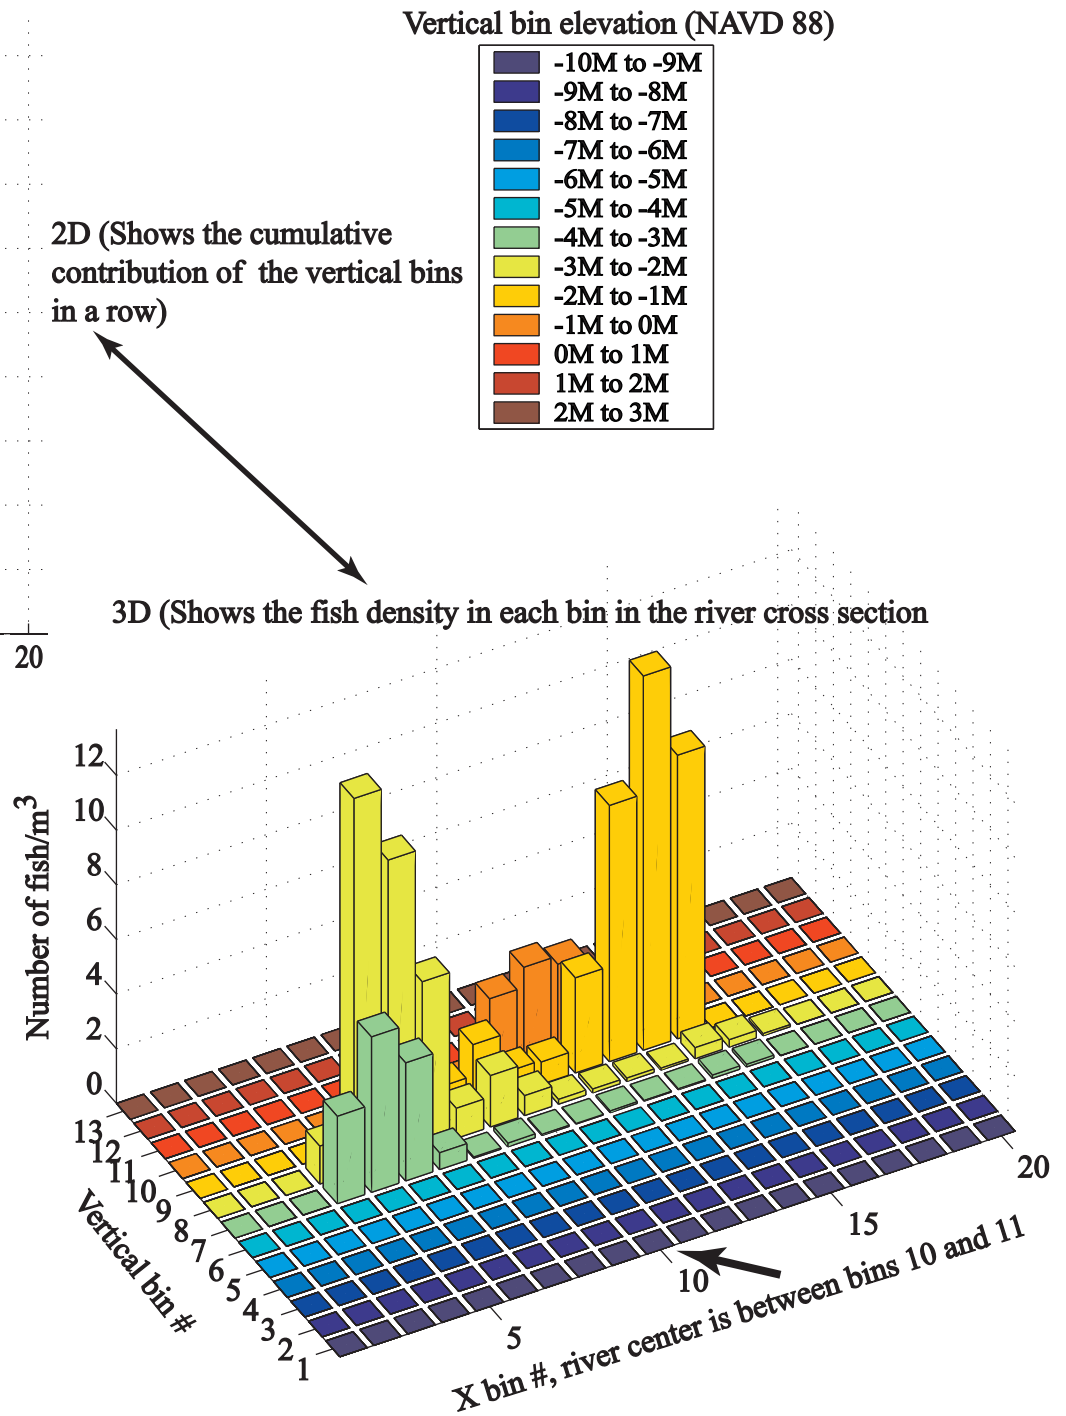 Vertical bin elevation (NAVD 88)
-10M to -9M
-9M to -8M
-8M to -7M
-7M to -6M
-6M to -5M
-5M to -4M
-4M to -3M
-3M to -2M
-2M to -1M
-1M to 0M
0M to 1M
1M to 2M
2M to 3M
2D (Shows the cumulative
contribution of the vertical bins
in a row)
20
3D (Shows the fish density in each bin in the river cross section
Number of fish/m³
12
10
8
6
4
2
0
13
12
11
10
9
8
7
6
5
4
3
2
1
Vertical bin #
5
10
15
20
X bin #, river center is between bins 10 and 11